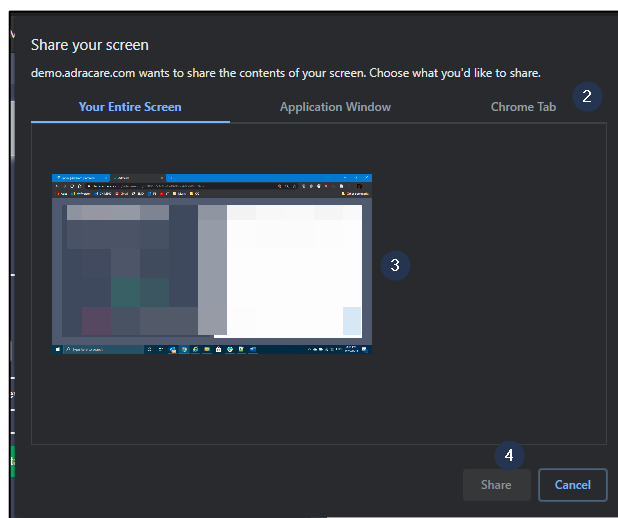 Share your screen
demo.adracare.com wants to share the contents of your screen. Choose what you'd like to share.
Your Entire Screen Application Window Chrome Tab 2
3
4
Share Cancel